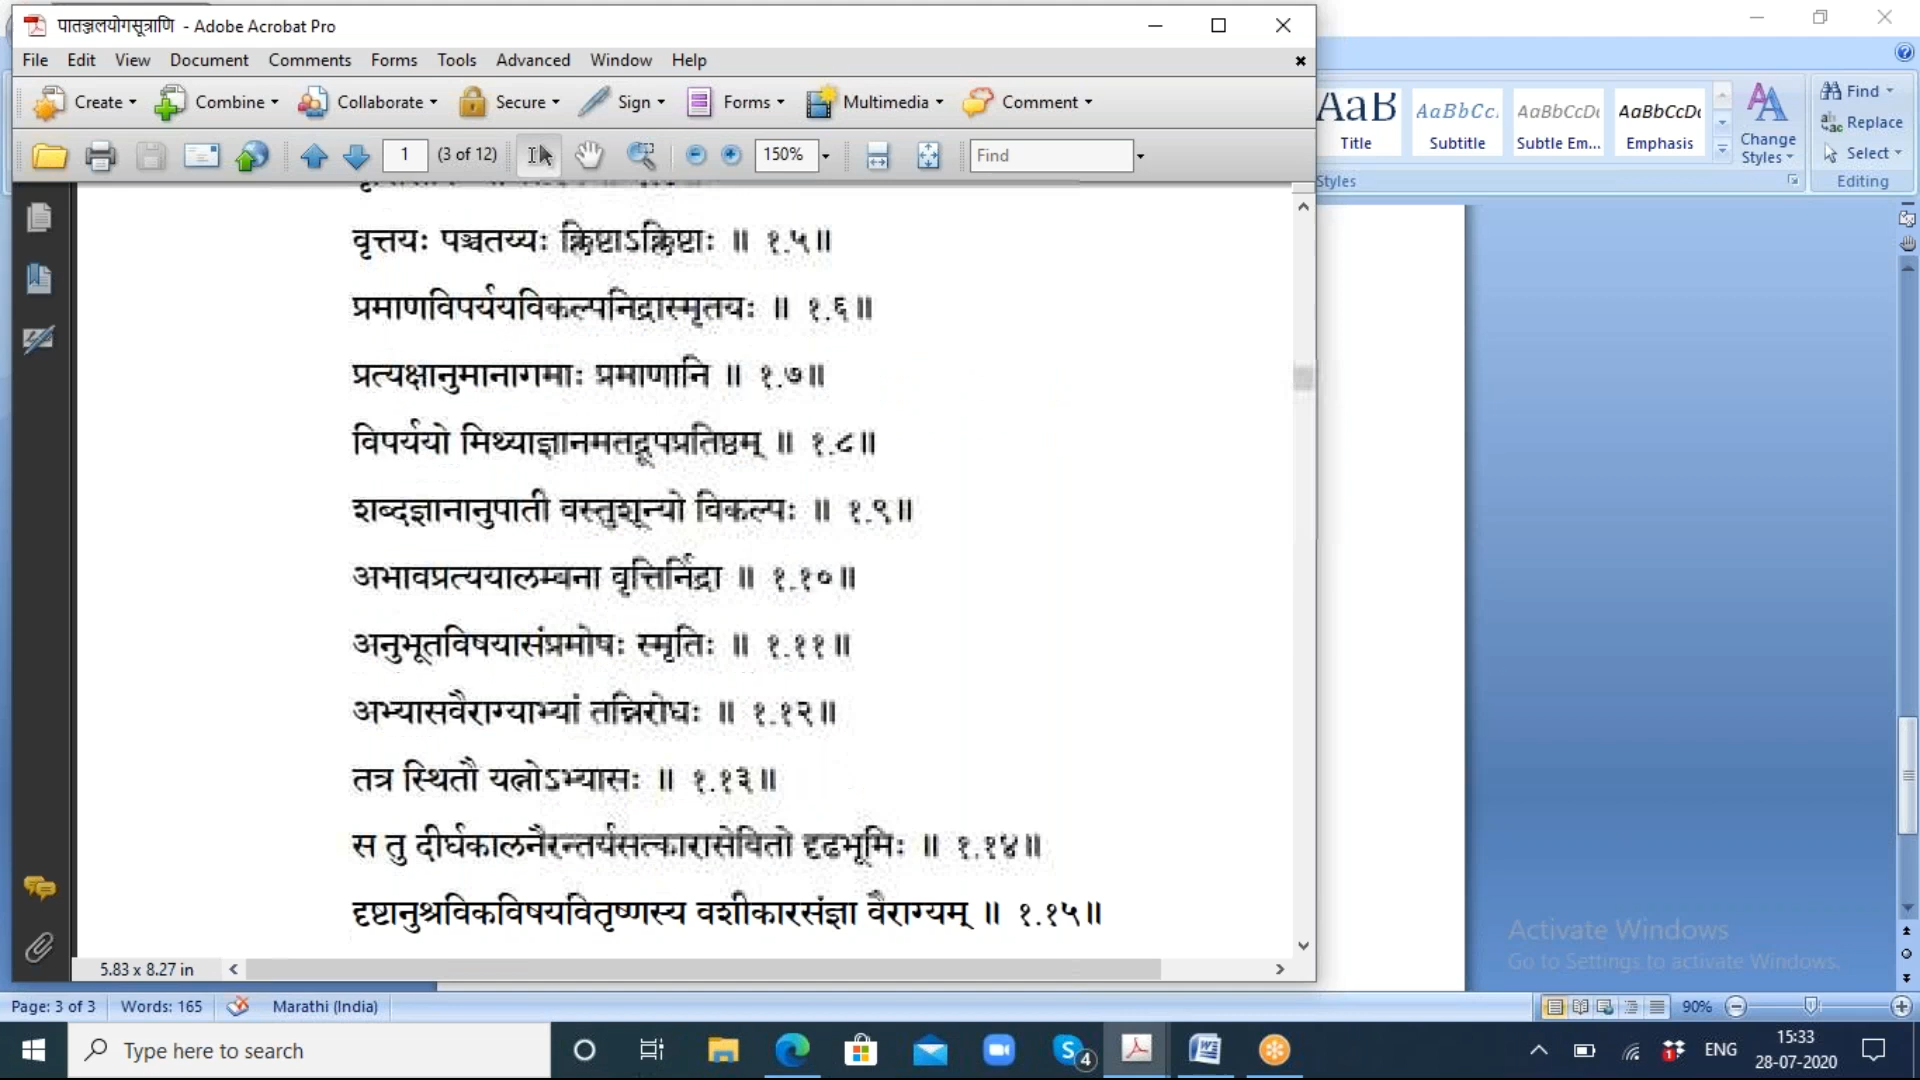 पातञ्जलयोगसूत्राणि - Adobe Acrobat Pro
File Edit View Document Comments Forms Tools Advanced Window Help
Create Combine Collaborate Secure Sign Forms Multimedia Comment
1 (3 of 12) 150% Find
AaB AaBbCc. AaBbCcD AaBbCcD
Title Subtitle Subtle Em... Emphasis
Change Styles
Find
Replace
Select
Styles Editing
वृत्तयः पञ्चतय्यः क्लिष्टाऽक्लिष्टाः ॥ १.५॥
प्रमाणविपर्ययविकल्पनिद्रास्मृतयः ॥ १.६॥
प्रत्यक्षानुमानागमाः प्रमाणानि ॥ १.७॥
विपर्ययो मिथ्याज्ञानमतद्रूपप्रतिष्ठम् ॥ १.८॥
शब्दज्ञानानुपाती वस्तुशून्यो विकल्पः ॥ १.९॥
अभावप्रत्ययालम्बना वृत्तिर्निद्रा ॥ १.१०॥
अनुभूतविषयासंप्रमोषः स्मृतिः ॥ १.११॥
अभ्यासवैराग्याभ्यां तन्निरोधः ॥ १.१२॥
तत्र स्थितौ यत्नोऽभ्यासः ॥ १.१३॥
स तु दीर्घकालनैरन्तर्यसत्कारासेवितो दृढभूमिः ॥ १.१४॥
दृष्टानुश्रविकविषयवितृष्णस्य वशीकारसंज्ञा वैराग्यम् ॥ १.१५॥
Activate Windows
Go to Settings to activate Windows.
5.83 x 8.27 in
Page: 3 of 3 Words: 165 Marathi (India) 90%
Type here to search
4
1
ENG
15:33
28-07-2020